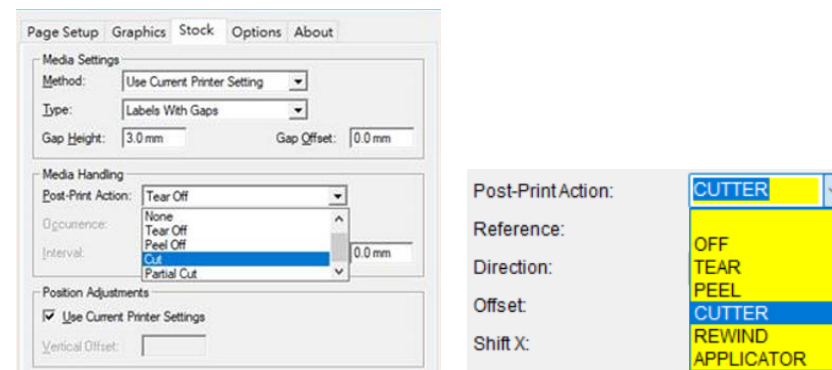 Page Setup Graphics Stock Options About
Media Settings
Method: Use Current Printer Setting
Type: Labels With Gaps
Gap Height: 3.0 mm Gap Offset: 0.0 mm
Media Handling
Post-Print Action: Tear Off
None
Occurrence: Tear Off
Peel Off
Interval: Cut 0.0 mm
Partial Cut
Position Adjustments
Use Current Printer Settings
Vertical Offset:
Post-Print Action: CUTTER
Reference:
OFF
Direction: TEAR
PEEL
Offset: CUTTER
REWIND
Shift X:
APPLICATOR